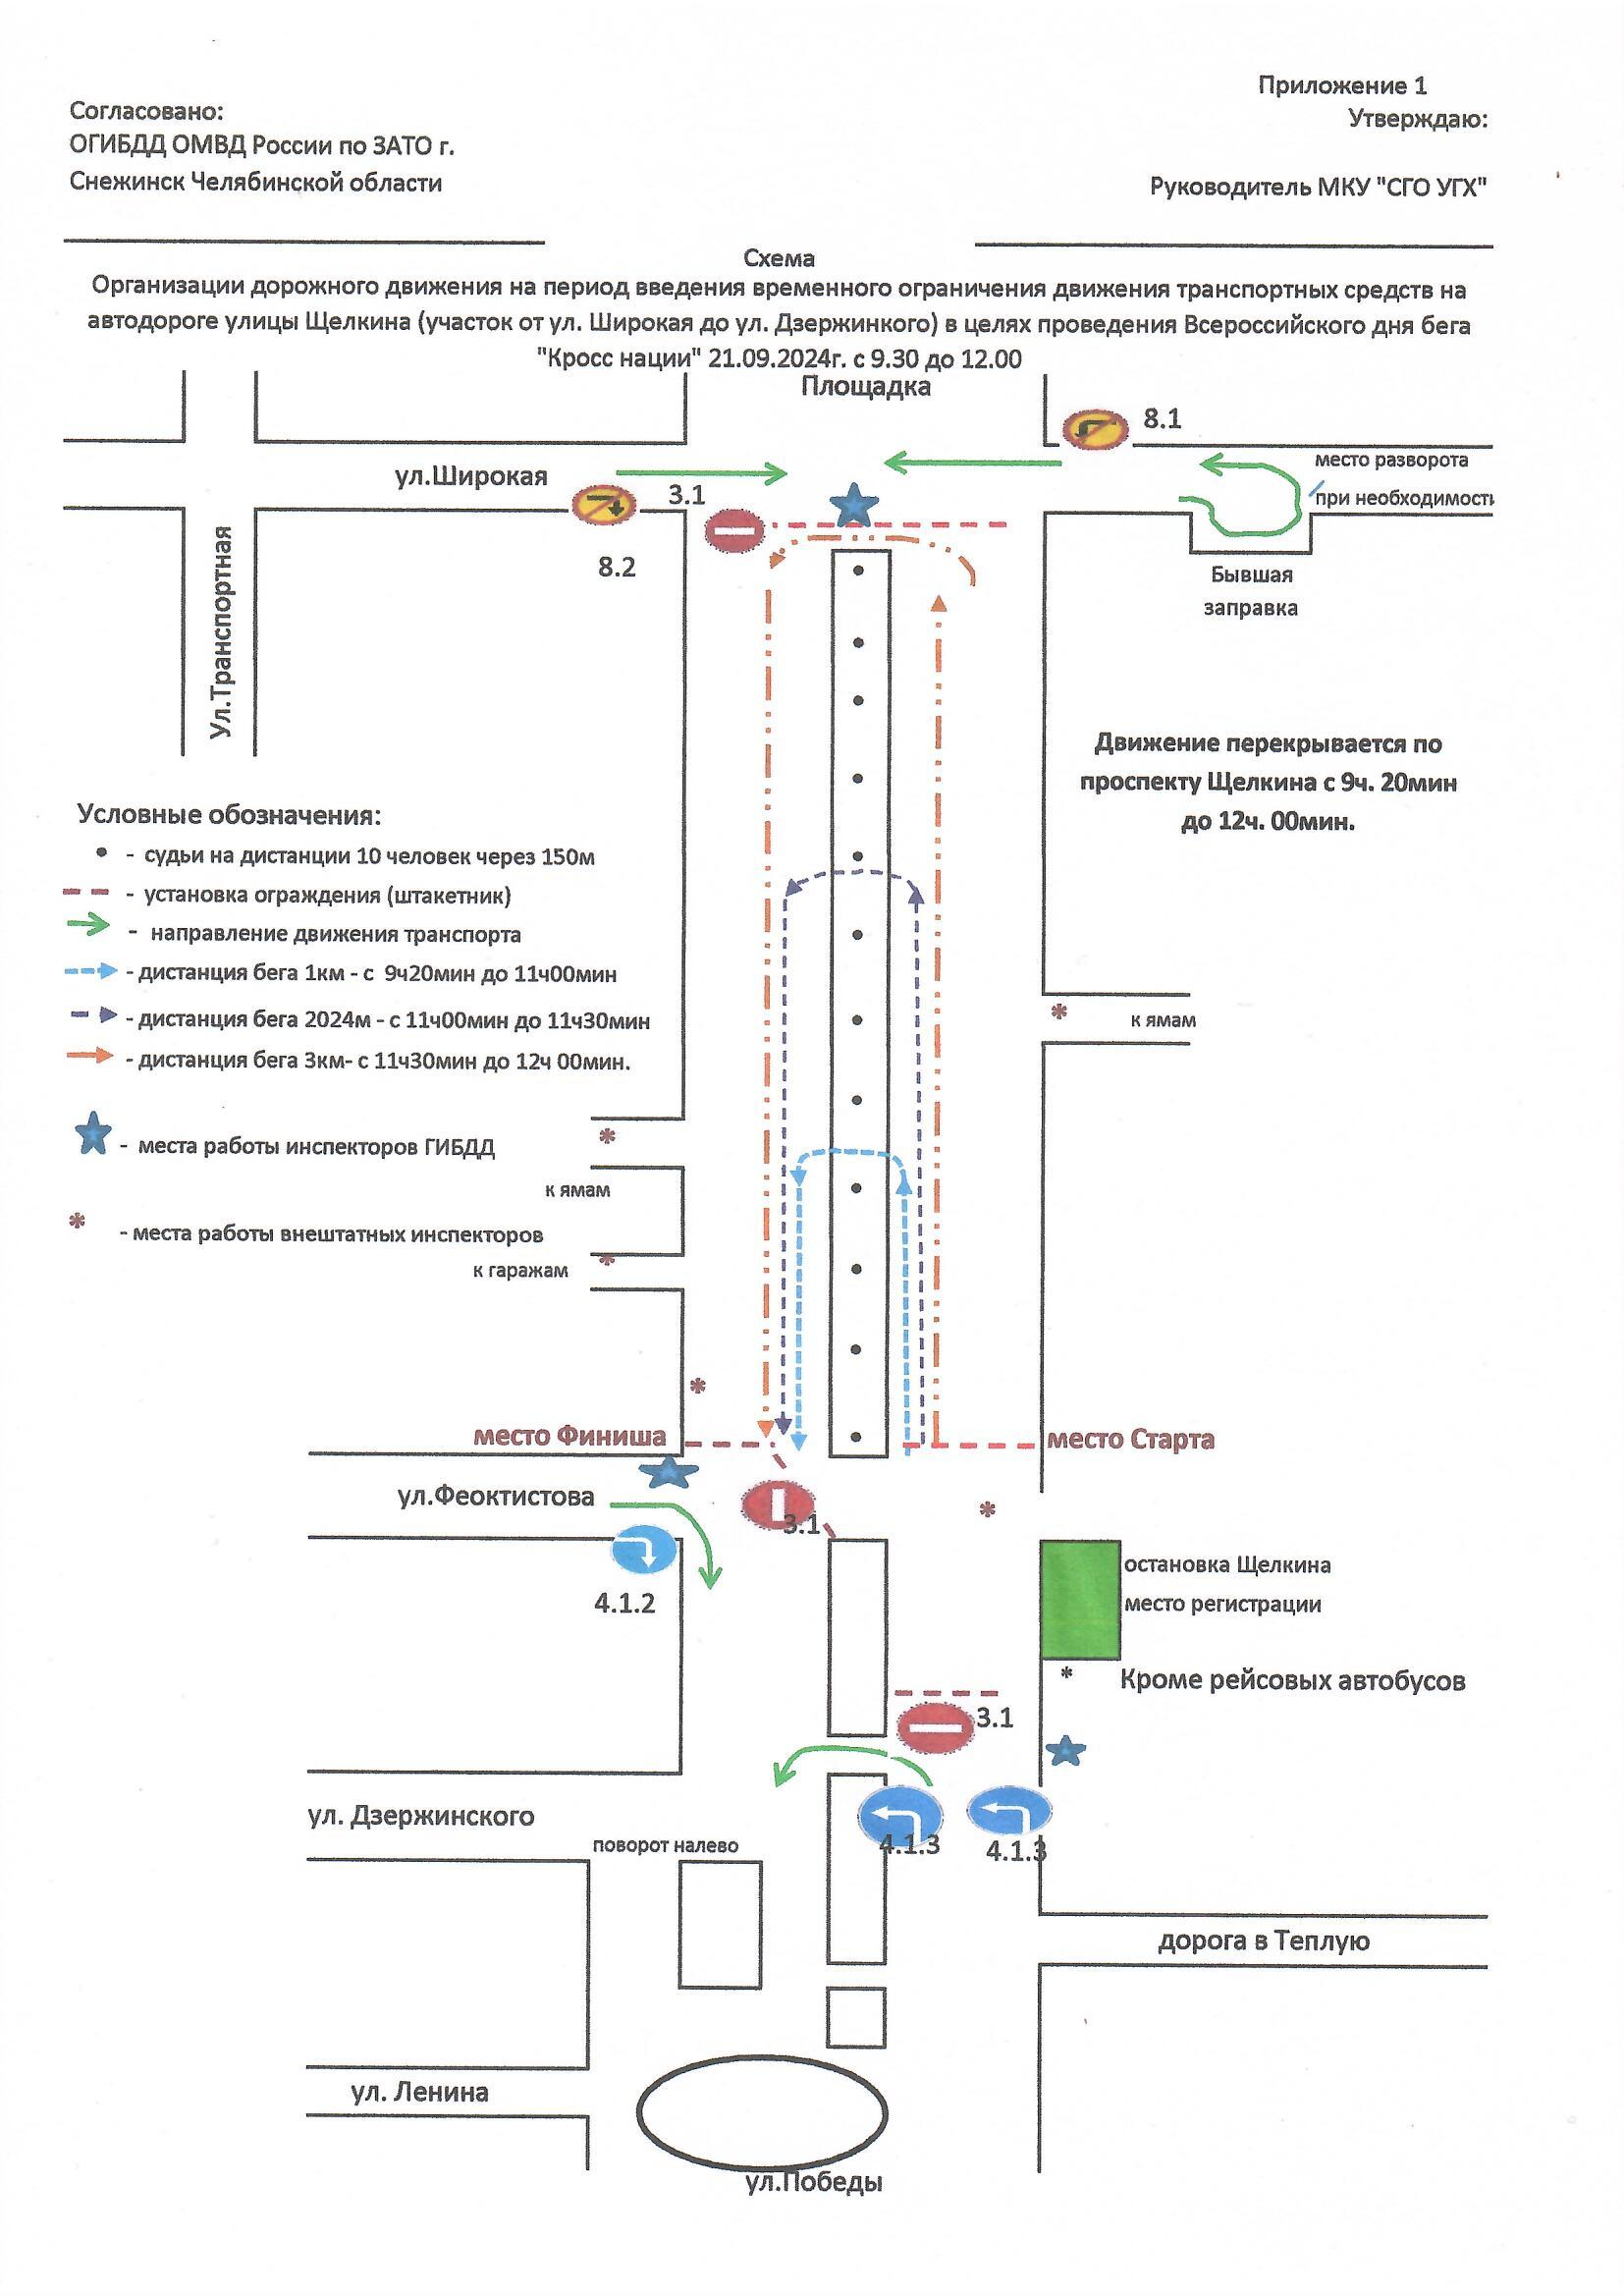 Приложение 1
Согласовано:
Утверждаю:
ОГИБДД ОМВД России по ЗАТО г.
Снежинск Челябинской области
Руководитель МКУ "СГО УГХ"
Схема
Организации дорожного движения на период введения временного ограничения движения транспортных средств на
автодороге улицы Щелкина (участок от ул. Широкая до ул. Дзержинкого) в целях проведения Всероссийского дня бега
"Кросс нации" 21.09.2024г. с 9.30 до 12.00
Площадка
8.1
ул.Широкая
место разворота
при необходимости
3.1
8.2
Бывшая
заправка
Ул.Транспортная
Движение перекрывается по
проспекту Щелкина с 9ч. 20мин
до 12ч. 00мин.
Условные обозначения:
- судьи на дистанции 10 человек через 150м
- установка ограждения (штакетник)
- направление движения транспорта
- дистанция бега 1км - с 9ч20мин до 11ч00мин
- дистанция бега 2024м - с 11ч00мин до 11ч30мин
- дистанция бега 3км- с 11ч30мин до 12ч 00мин.
к ямам
- места работы инспекторов ГИБДД
к ямам
* - места работы внештатных инспекторов
к гаражам
место Финиша
место Старта
ул.Феоктистова
3.1
4.1.2
остановка Щелкина
место регистрации
* Кроме рейсовых автобусов
3.1
ул. Дзержинского
поворот налево
4.1.3
4.1.3
дорога в Теплую
ул. Ленина
ул.Победы